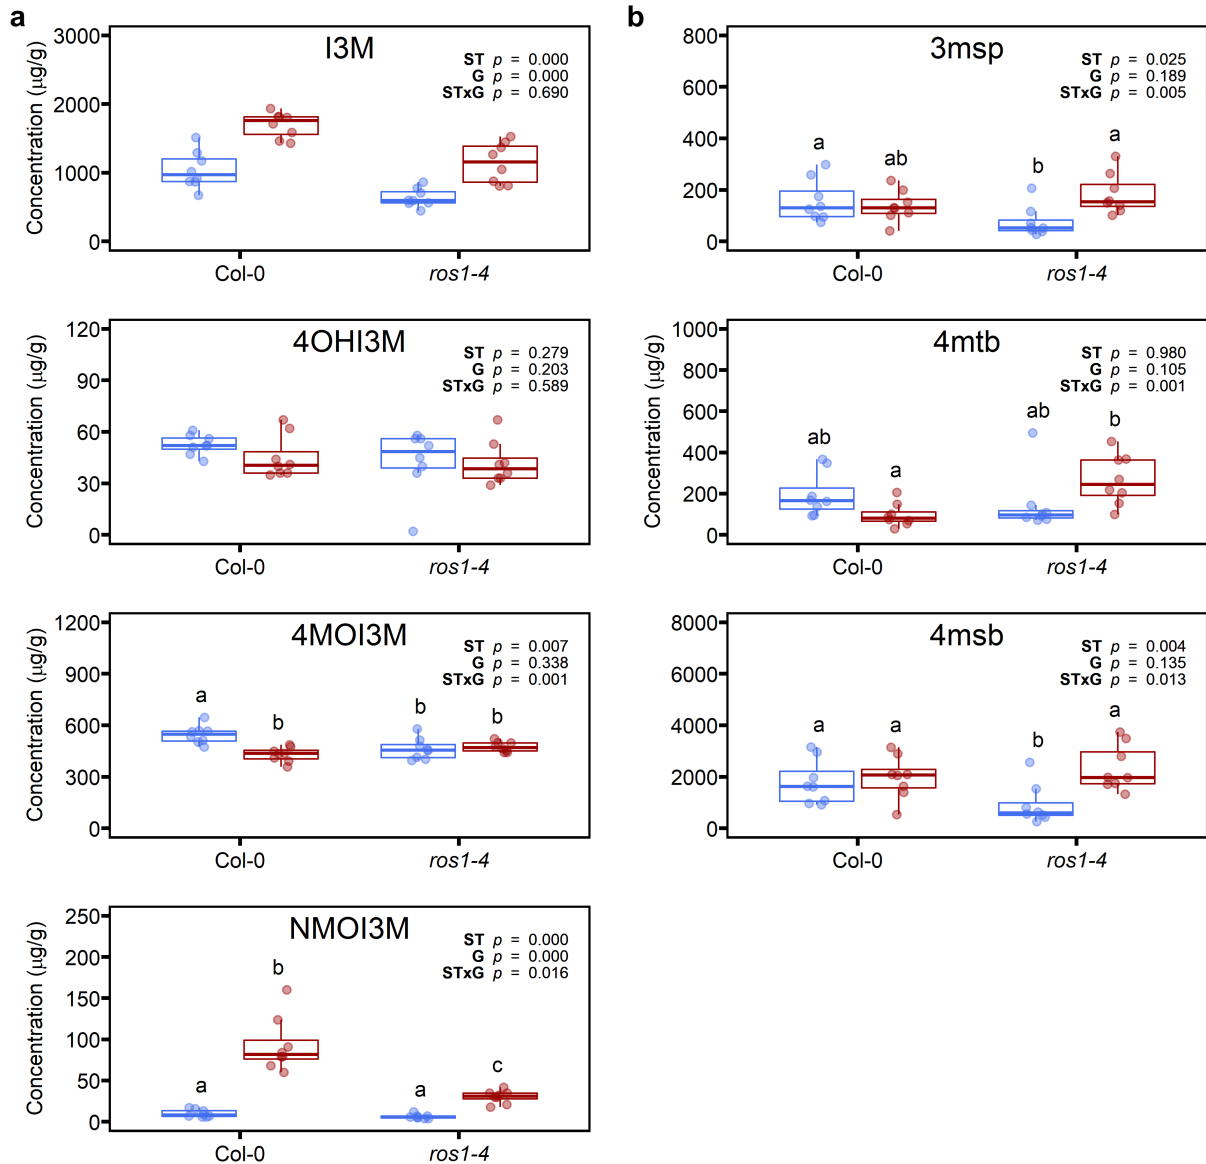 a
I3M
ST p = 0.000
G p = 0.000
STxG p = 0.690
Concentration (µg/g)
3000
2000
1000
0
Col-0 ros1-4
4OHI3M
ST p = 0.279
G p = 0.203
STxG p = 0.589
Concentration (µg/g)
120
90
60
30
0
Col-0 ros1-4
4MOI3M
ST p = 0.007
G p = 0.338
STxG p = 0.001
Concentration (µg/g)
1200
900
600
300
0
a b b b
Col-0 ros1-4
NMOI3M
ST p = 0.000
G p = 0.000
STxG p = 0.016
Concentration (µg/g)
250
200
150
100
50
0
a b a c
Col-0 ros1-4
b
3msp
ST p = 0.025
G p = 0.189
STxG p = 0.005
Concentration (µg/g)
800
600
400
200
0
a ab b a
Col-0 ros1-4
4mtb
ST p = 0.980
G p = 0.105
STxG p = 0.001
Concentration (µg/g)
1000
800
600
400
200
0
ab a ab b
Col-0 ros1-4
4msb
ST p = 0.004
G p = 0.135
STxG p = 0.013
Concentration (µg/g)
8000
6000
4000
2000
0
a a b a
Col-0 ros1-4